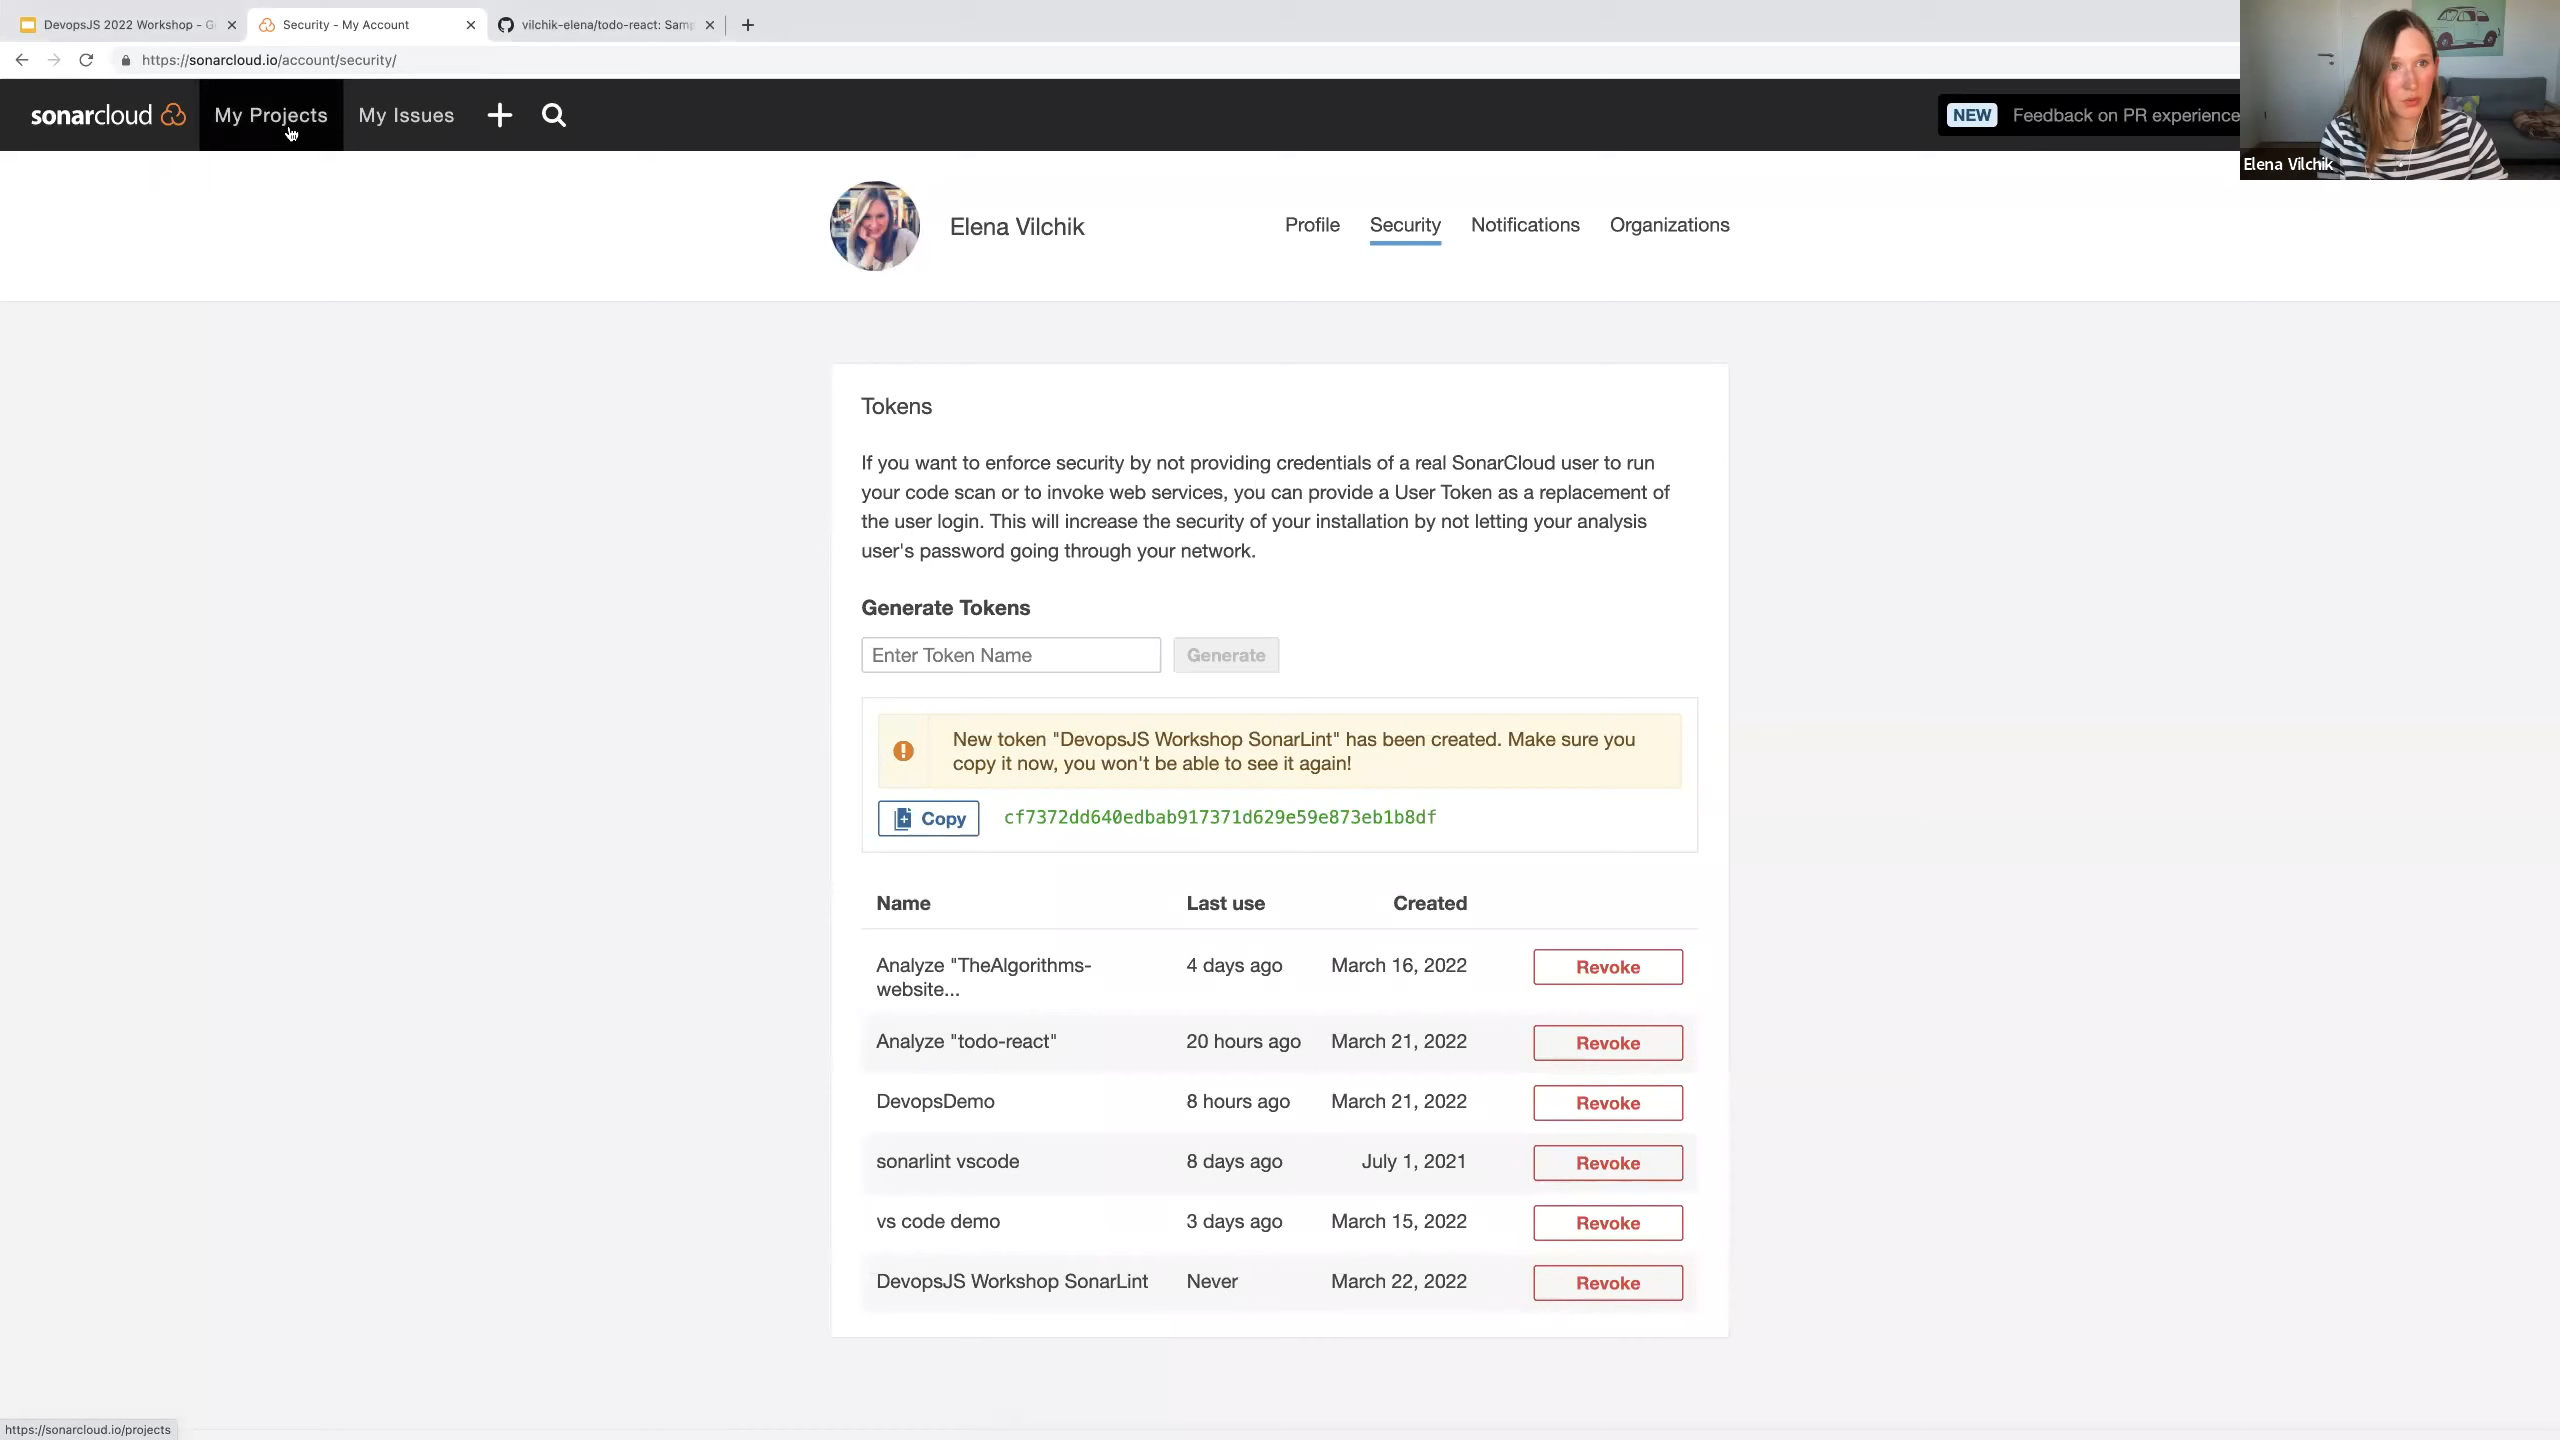 DevopsJS 2022 Workshop - G
Security - My Account
vilchik-elena/todo-react: Sam
https://sonarcloud.io/account/security/
sonarcloud
My Projects
My Issues
NEW
Feedback on PR experience
Elena Vilchik
Elena Vilchik
Profile
Security
Notifications
Organizations
Tokens
If you want to enforce security by not providing credentials of a real SonarCloud user to run
your code scan or to invoke web services, you can provide a User Token as a replacement of
the user login. This will increase the security of your installation by not letting your analysis
user's password going through your network.
Generate Tokens
Enter Token Name
Generate
New token "DevopsJS Workshop SonarLint" has been created. Make sure you
copy it now, you won't be able to see it again!
Copy
cf7372dd640edbab917371d629e59e873eb1b8df
Name Last use Created
Analyze "TheAlgorithms-
website... 4 days ago March 16, 2022 Revoke
Analyze "todo-react" 20 hours ago March 21, 2022 Revoke
DevopsDemo 8 hours ago March 21, 2022 Revoke
sonarlint vscode 8 days ago July 1, 2021 Revoke
vs code demo 3 days ago March 15, 2022 Revoke
DevopsJS Workshop SonarLint Never March 22, 2022 Revoke
https://sonarcloud.io/projects